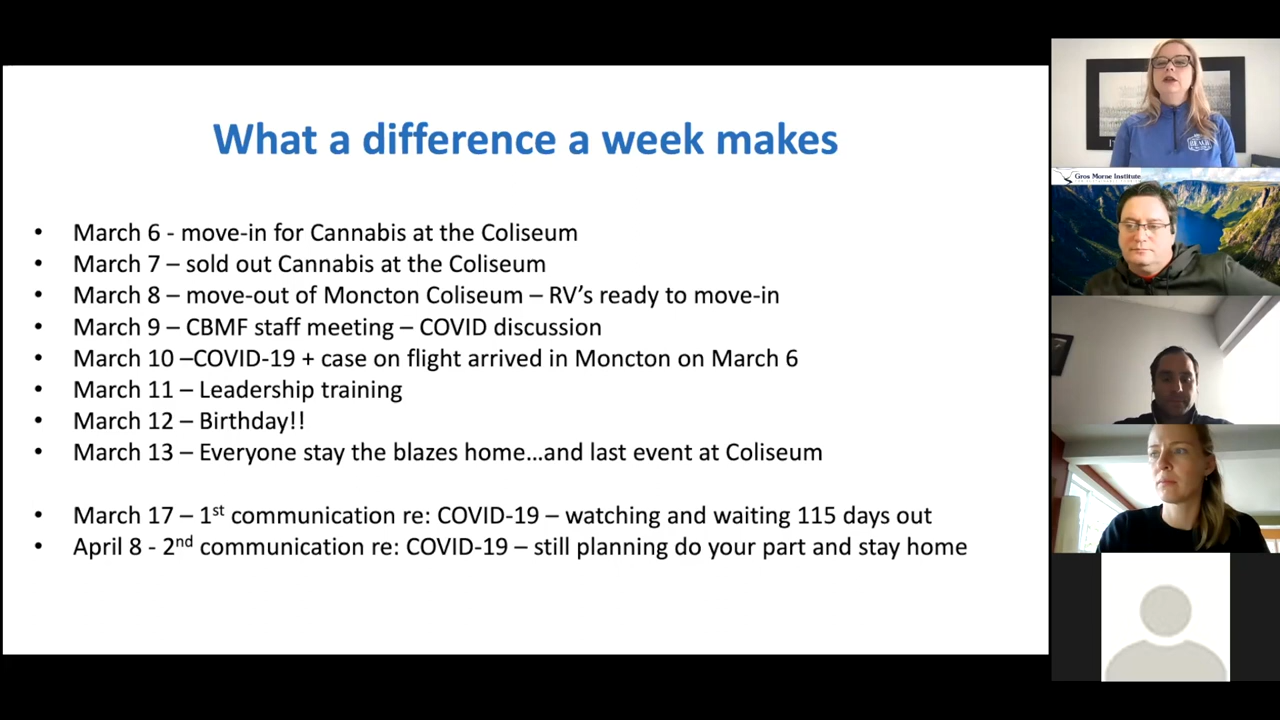 What a difference a week makes
• March 6 - move-in for Cannabis at the Coliseum
• March 7 – sold out Cannabis at the Coliseum
• March 8 – move-out of Moncton Coliseum – RV’s ready to move-in
• March 9 – CBMF staff meeting – COVID discussion
• March 10 –COVID-19 + case on flight arrived in Moncton on March 6
• March 11 – Leadership training
• March 12 – Birthday!!
• March 13 – Everyone stay the blazes home…and last event at Coliseum
• March 17 – 1st communication re: COVID-19 – watching and waiting 115 days out
• April 8 - 2nd communication re: COVID-19 – still planning do your part and stay home
Gros Morne Institute